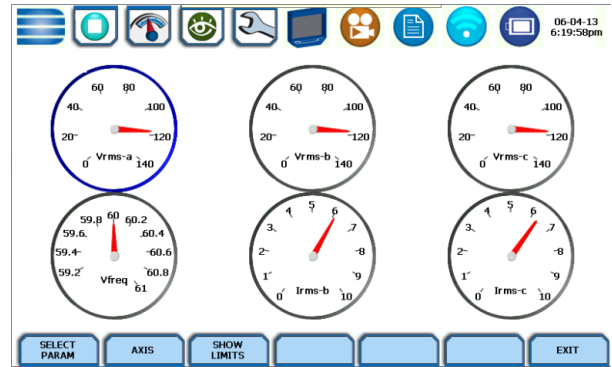 06-04-13
6:19:58pm
0 20 40 60 80 100 120 140
Vrms-a
0 20 40 60 80 100 120 140
Vrms-b
0 20 40 60 80 100 120 140
Vrms-c
59.2 59.4 59.6 59.8 60 60.2 60.4 60.6 60.8 61
Vfreq
0 1 2 3 4 5 6 7 8 9 10
Irms-b
0 1 2 3 4 5 6 7 8 9 10
Irms-c
SELECT
PARAM
AXIS
SHOW
LIMITS
EXIT